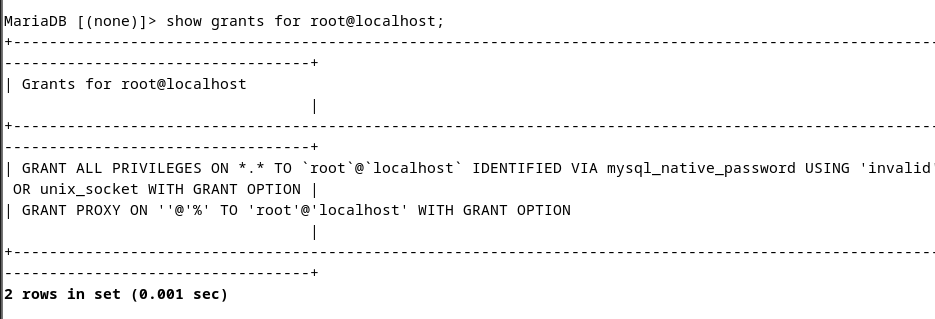 MariaDB [(none)]> show grants for root@localhost;
+-------------------------------------------------------------------------------------------------------
----------------------------------+
| Grants for root@localhost
                                  |
+-------------------------------------------------------------------------------------------------------
----------------------------------+
| GRANT ALL PRIVILEGES ON *.* TO `root`@`localhost` IDENTIFIED VIA mysql_native_password USING 'invalid'
 OR unix_socket WITH GRANT OPTION |
| GRANT PROXY ON ''@'%' TO 'root'@'localhost' WITH GRANT OPTION
                                  |
+-------------------------------------------------------------------------------------------------------
----------------------------------+
2 rows in set (0.001 sec)